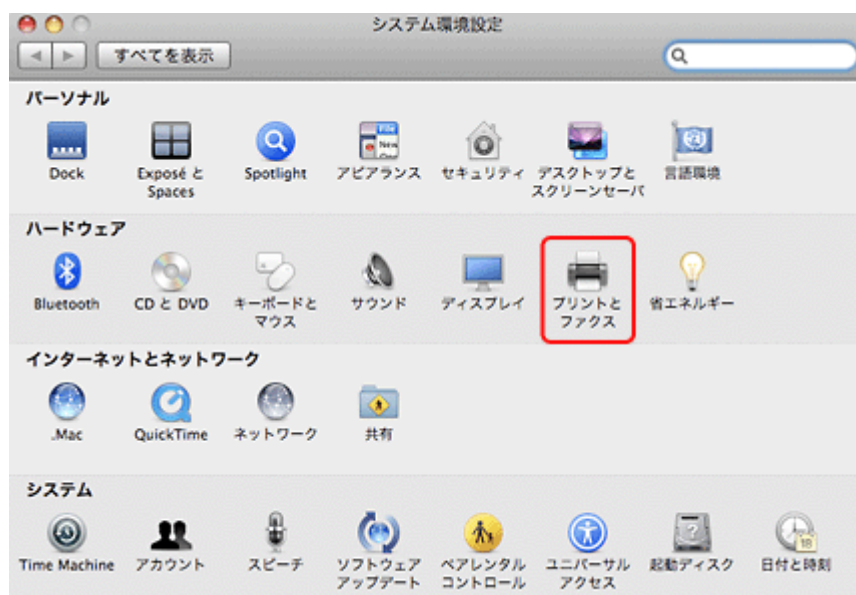 システム環境設定
すべてを表示
パーソナル
Dock
Exposé と
Spaces
Spotlight
アピアランス
セキュリティ
デスクトップと
スクリーンセーバ
言語環境
ハードウェア
Bluetooth
CD と DVD
キーボードと
マウス
サウンド
ディスプレイ
プリントと
ファクス
省エネルギー
インターネットとネットワーク
.Mac
QuickTime
ネットワーク
共有
システム
Time Machine
アカウント
スピーチ
ソフトウェア
アップデート
ペアレンタル
コントロール
ユニバーサル
アクセス
起動ディスク
日付と時刻